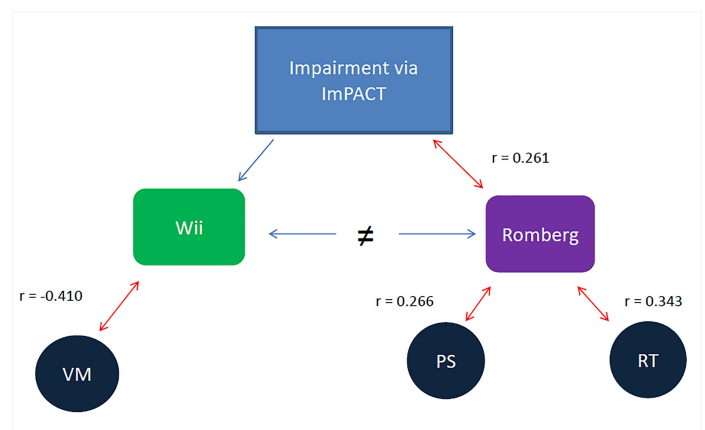 Impairment via
ImPACT
r = 0.261
Wii
≠
Romberg
r = -0.410
r = 0.266
r = 0.343
VM
PS
RT